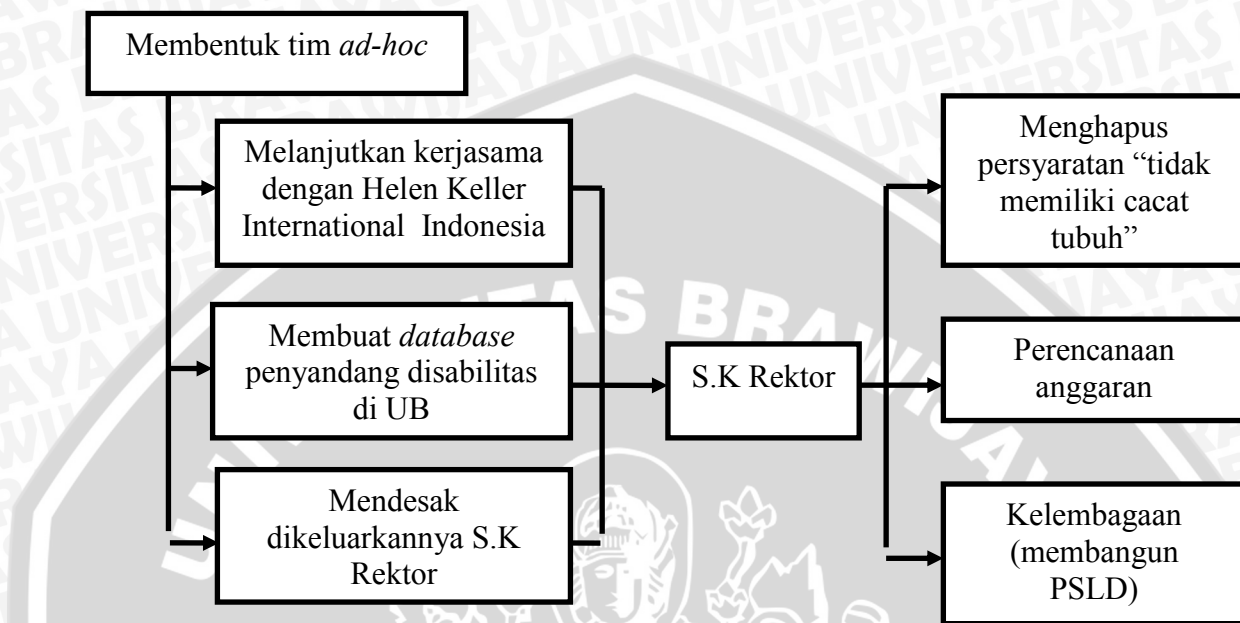 Membentuk tim ad-hoc
Melanjutkan kerjasama
dengan Helen Keller
International Indonesia
Membuat database
penyandang disabilitas
di UB
Mendesak
dikeluarkannya S.K
Rektor
S.K Rektor
Menghapus
persyaratan “tidak
memiliki cacat
tubuh”
Perencanaan
anggaran
Kelembagaan
(membangun
PSLD)